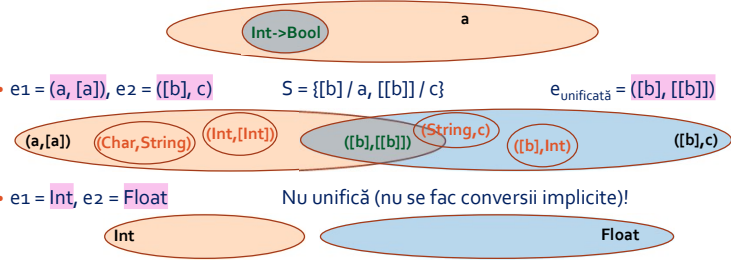 Int->Bool
a
• e1 = (a, [a]), e2 = ([b], c) S = {[b] / a, [[b]] / c} e unificată = ([b], [[b]])
(a,[a])
(Char,String)
(Int,[Int])
([b],[[b]])
(String,c)
([b],Int)
([b],c)
• e1 = Int, e2 = Float Nu unifică (nu se fac conversii implicite)!
Int
Float